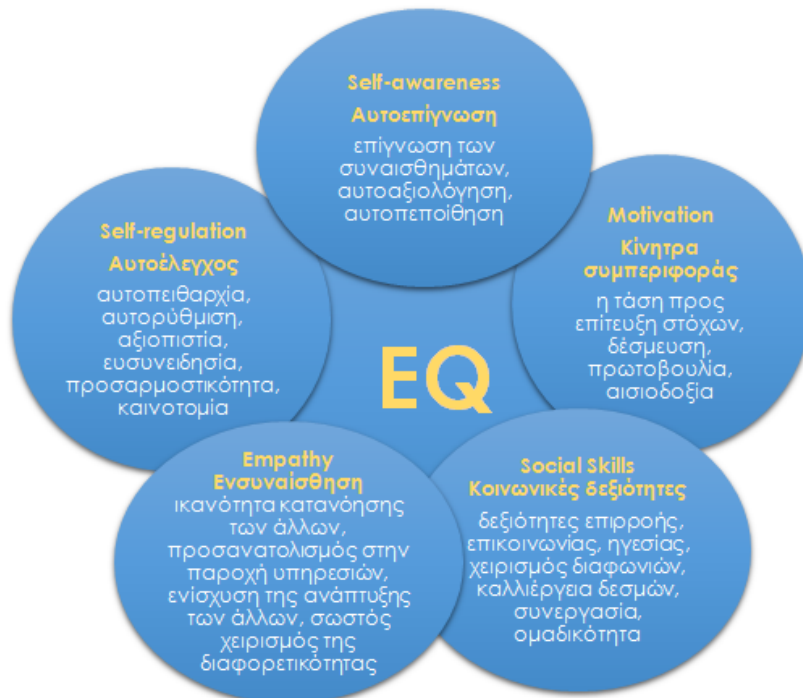 Self-awareness
Αυτοεπίγνωση
επίγνωση των
συναισθημάτων,
αυτοαξιολόγηση,
αυτοπεποίθηση
Self-regulation
Αυτοέλεγχος
αυτοπειθαρχία,
αυτορύθμιση,
αξιοπιστία,
ευσυνειδησία,
προσαρμοστικότητα,
καινοτομία
Motivation
Κίνητρα
συμπεριφοράς
η τάση προς
επίτευξη στόχων,
δέσμευση,
πρωτοβουλία,
αισιοδοξία
EQ
Empathy
Ενσυναίσθηση
ικανότητα κατανόησης
των άλλων,
προσανατολισμός στην
παροχή υπηρεσιών,
ενίσχυση της ανάπτυξης
των άλλων, σωστός
χειρισμός της
διαφορετικότητας
Social Skills
Κοινωνικές δεξιότητες
δεξιότητες επιρροής,
επικοινωνίας, ηγεσίας,
χειρισμός διαφωνιών,
καλλιέργεια δεσμών,
συνεργασία,
ομαδικότητα